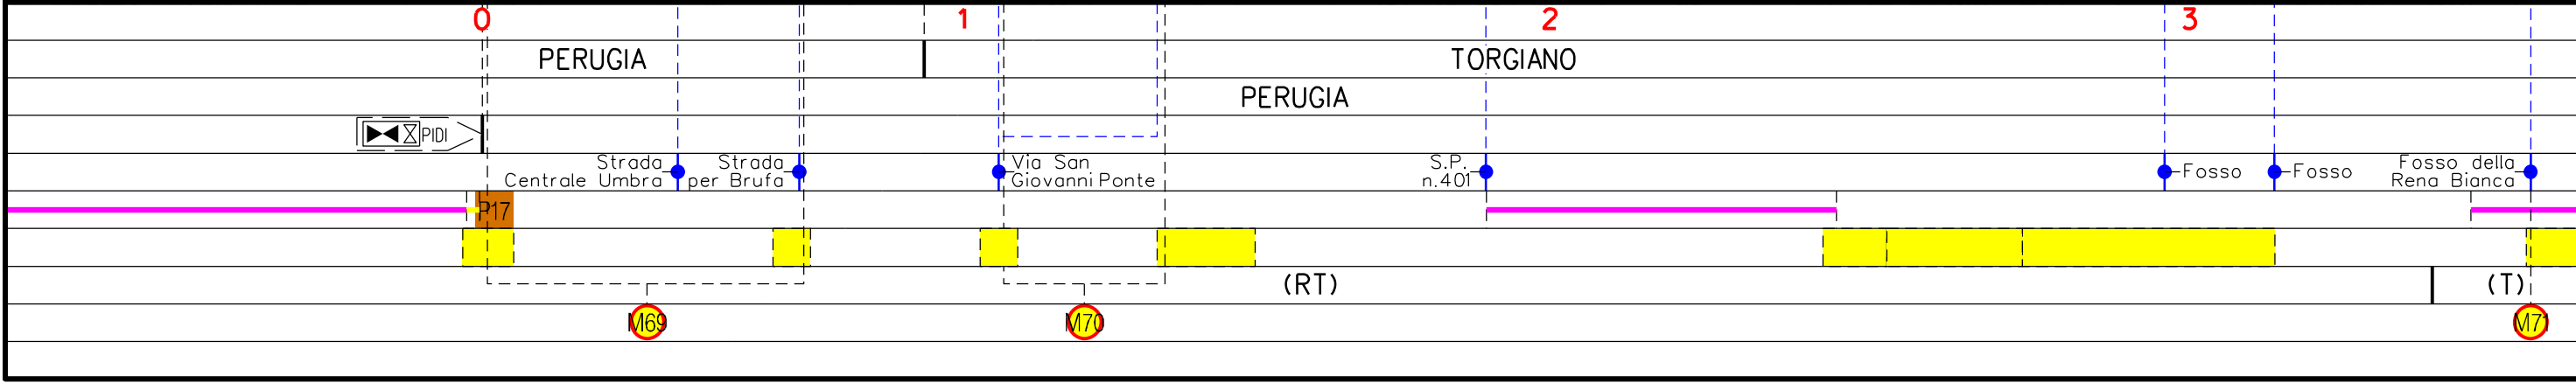 0 1 2 3
PERUGIA TORGIANO
PERUGIA
PIDI
Strada
Centrale Umbra
Strada
per Brufa
Via San
Giovanni Ponte
S.P.
n.401
Fosso
Fosso
Fosso della
Rena Bianca
P17
(RT) (T)
M69 M70 M71